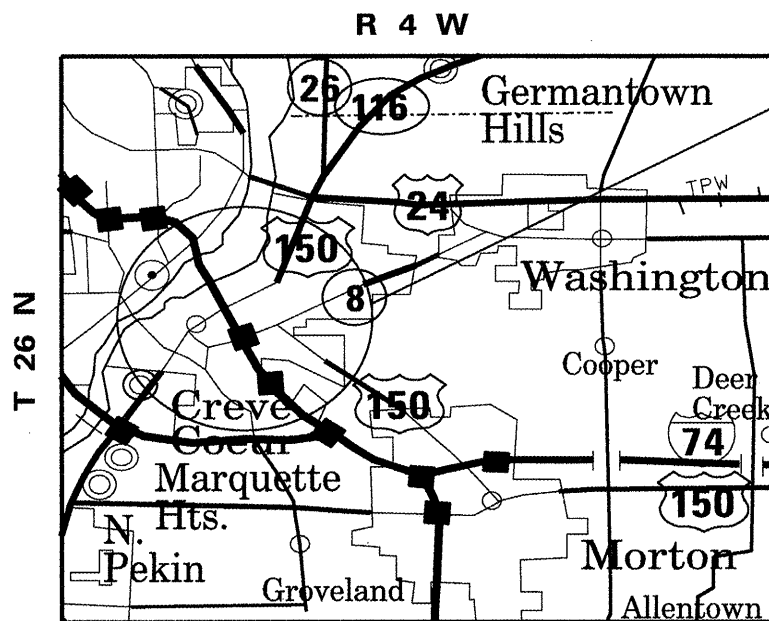 R 4 W
T 26 N
26
116
Germantown
Hills
24
TPW
150
8
Washington
Cooper
Deer
Creek
150
Creve
Coeur
74
Marquette
Hts.
150
N.
Pekin
Morton
Groveland
Allentown